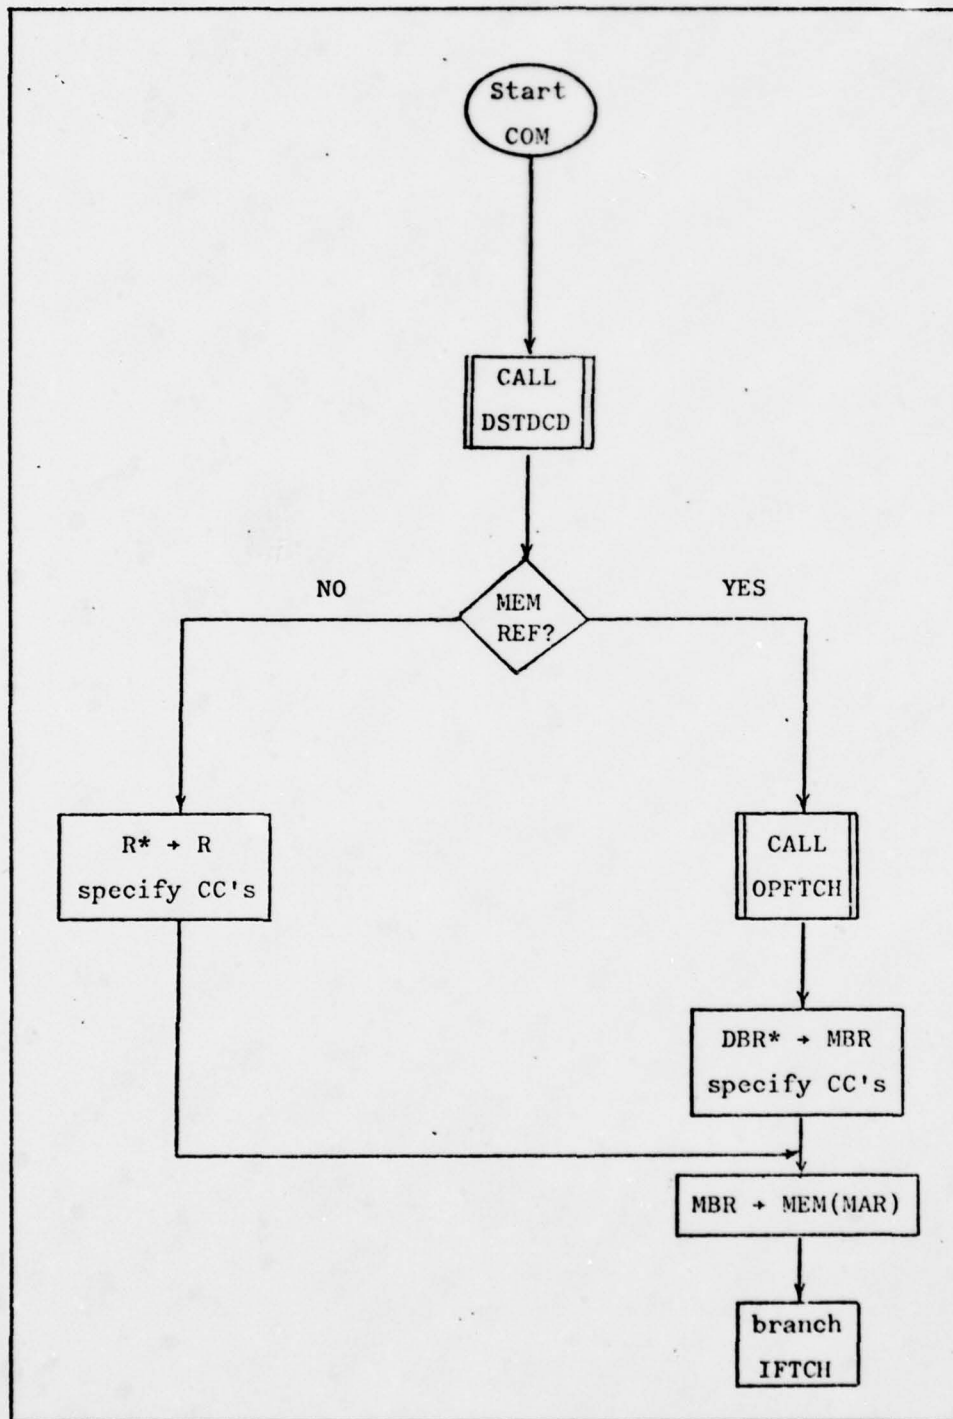 Start
COM
CALL
DSTDCD
MEM
REF?
NO
YES
R* → R
specify CC's
CALL
OPFTCH
DBR* → MBR
specify CC's
MBR → MEM(MAR)
branch
IFTCH